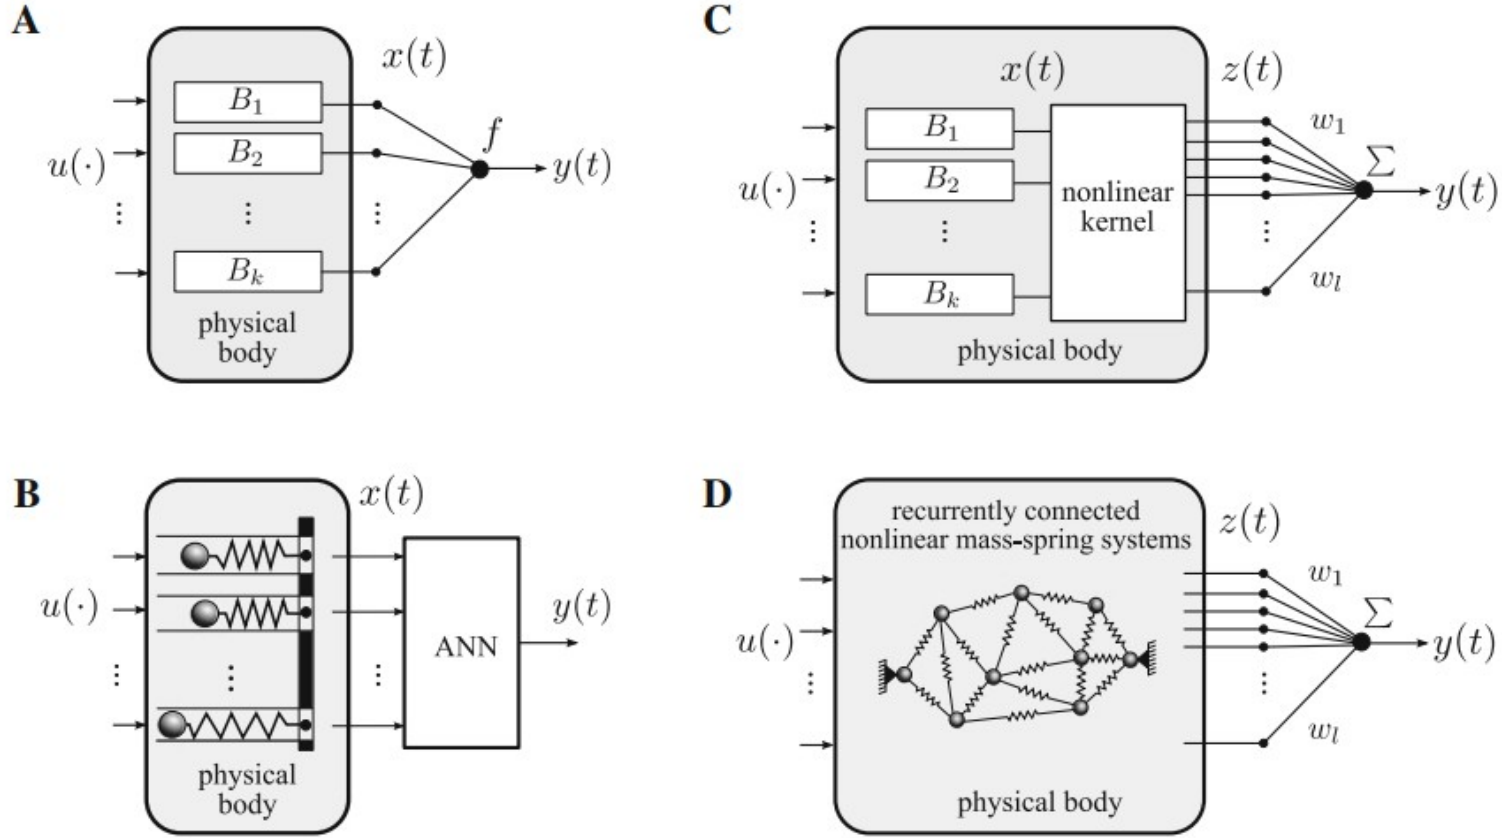 A
x(t)
B₁
B₂
⋮
Bₖ
u(·)
⋮
⋮
f
y(t)
physical
body
C
x(t)
z(t)
B₁
B₂
⋮
Bₖ
u(·)
⋮
nonlinear
kernel
w₁
Σ
⋮
wₗ
y(t)
physical body
B
x(t)
u(·)
⋮
⋮
⋮
ANN
y(t)
physical
body
D
recurrently connected
nonlinear mass-spring systems
z(t)
u(·)
⋮
w₁
Σ
⋮
wₗ
y(t)
physical body